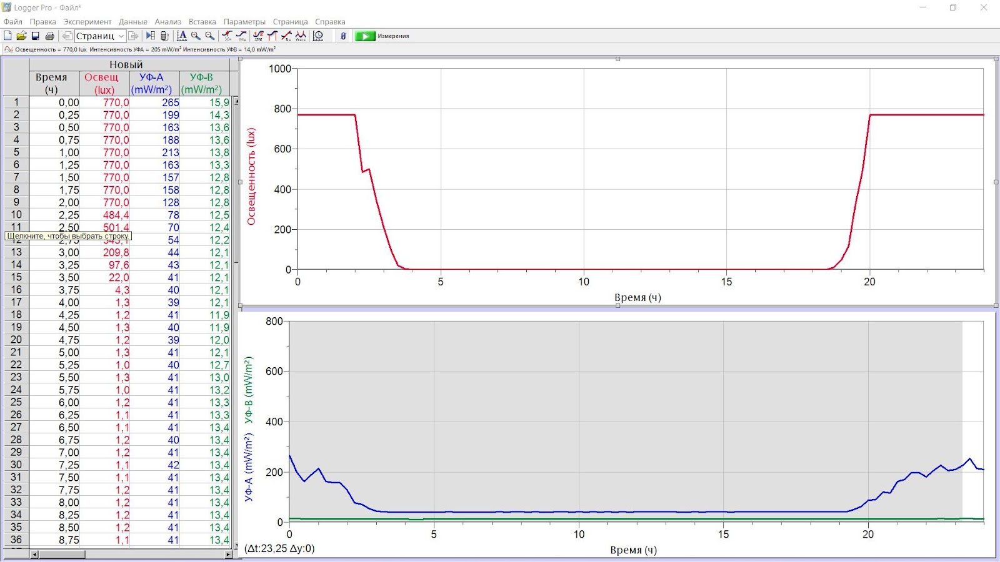 Logger Pro - Файл*
Файл Правка Эксперимент Данные Анализ Вставка Параметры Страница Справка
Страниц
Измерения
Освещенность = 770,0 lux Интенсивность УФА = 205 mW/m² Интенсивность УФВ = 14,0 mW/m²
Новый
Время (ч) Освещ (lux) УФ-А (mW/m²) УФ-В (mW/m²)
1 0,00 770,0 265 15,9
2 0,25 770,0 199 14,3
3 0,50 770,0 163 13,6
4 0,75 770,0 188 13,6
5 1,00 770,0 213 13,8
6 1,25 770,0 163 13,3
7 1,50 770,0 157 12,8
8 1,75 770,0 158 12,8
9 2,00 770,0 128 12,8
10 2,25 484,4 78 12,5
11 2,50 501,4 70 12,4
Щелкните, чтобы выбрать строку.
12 2,75 54 12,2
13 3,00 209,8 44 12,1
14 3,25 97,6 43 12,1
15 3,50 22,0 41 12,1
16 3,75 4,3 40 12,1
17 4,00 1,3 39 12,1
18 4,25 1,2 41 11,9
19 4,50 1,3 40 11,9
20 4,75 1,2 39 12,0
21 5,00 1,3 41 12,1
22 5,25 1,0 40 12,7
23 5,50 1,3 41 13,0
24 5,75 1,0 41 13,2
25 6,00 1,2 41 13,3
26 6,25 1,1 41 13,3
27 6,50 1,1 41 13,4
28 6,75 1,2 40 13,4
29 7,00 1,2 41 13,4
30 7,25 1,1 42 13,4
31 7,50 1,1 41 13,4
32 7,75 1,2 41 13,4
33 8,00 1,2 41 13,4
34 8,25 1,2 41 13,4
35 8,50 1,2 41 13,4
36 8,75 1,1 41 13,4
Освещенность (lux)
1000
800
600
400
200
0
0 5 10 15 20
Время (ч)
УФ-А (mW/m²) УФ-В (mW/m²)
800
600
400
200
0
0 5 10 15 20
(Δt:23,25 Δy:0)
Время (ч)